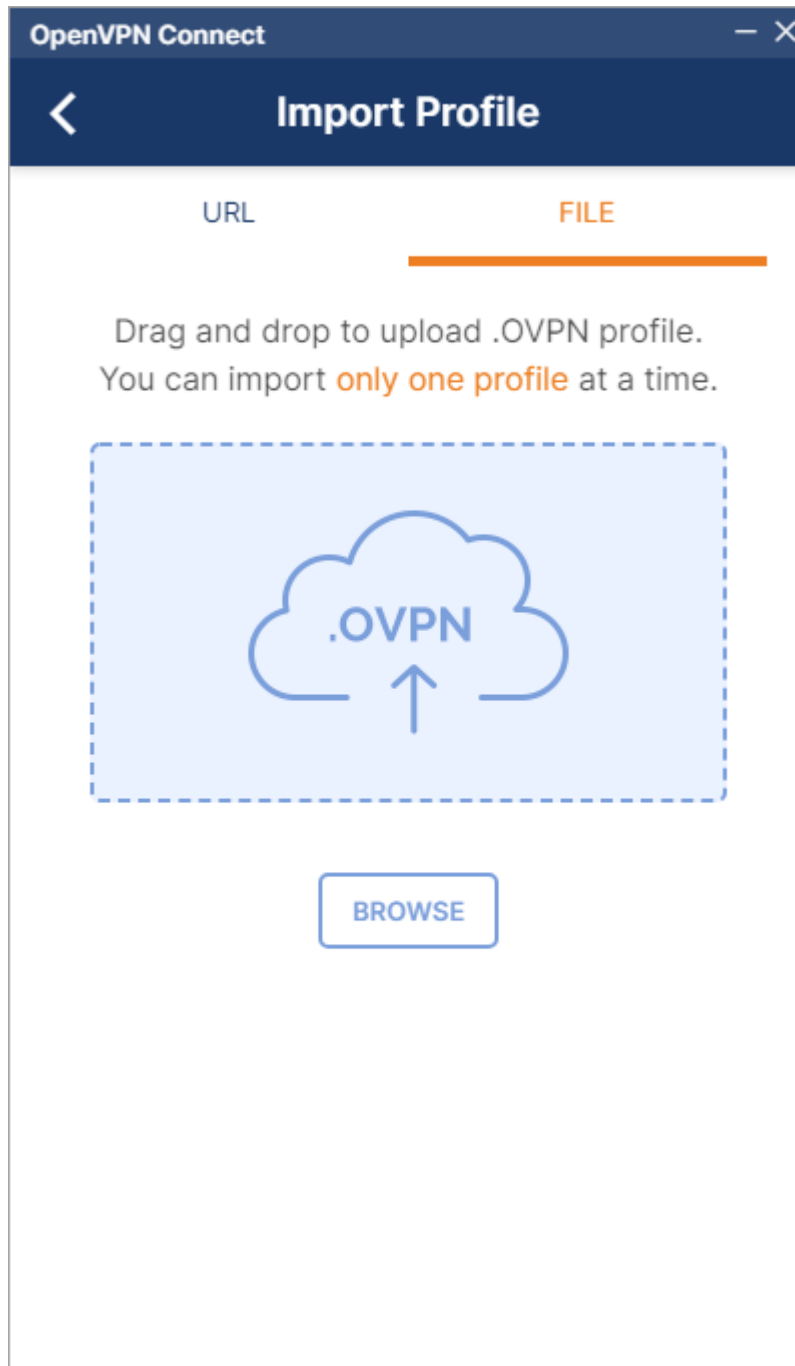 OpenVPN Connect
Import Profile
URL
FILE
Drag and drop to upload .OVPN profile.
You can import only one profile at a time.
.OVPN
BROWSE